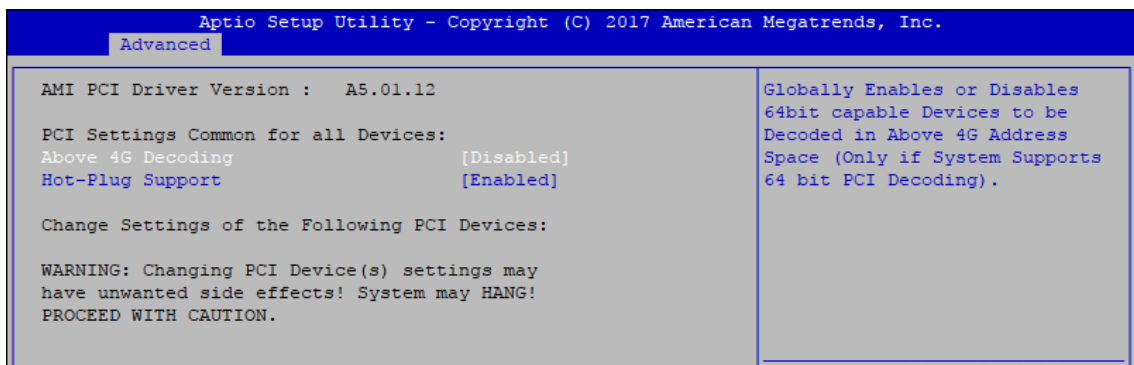 Aptio Setup Utility - Copyright (C) 2017 American Megatrends, Inc.
Advanced
AMI PCI Driver Version :    A5.01.12
PCI Settings Common for all Devices:
Above 4G Decoding [Disabled]
Hot-Plug Support [Enabled]
Change Settings of the Following PCI Devices:
WARNING: Changing PCI Device(s) settings may
have unwanted side effects! System may HANG!
PROCEED WITH CAUTION.
Globally Enables or Disables
64bit capable Devices to be
Decoded in Above 4G Address
Space (Only if System Supports
64 bit PCI Decoding).